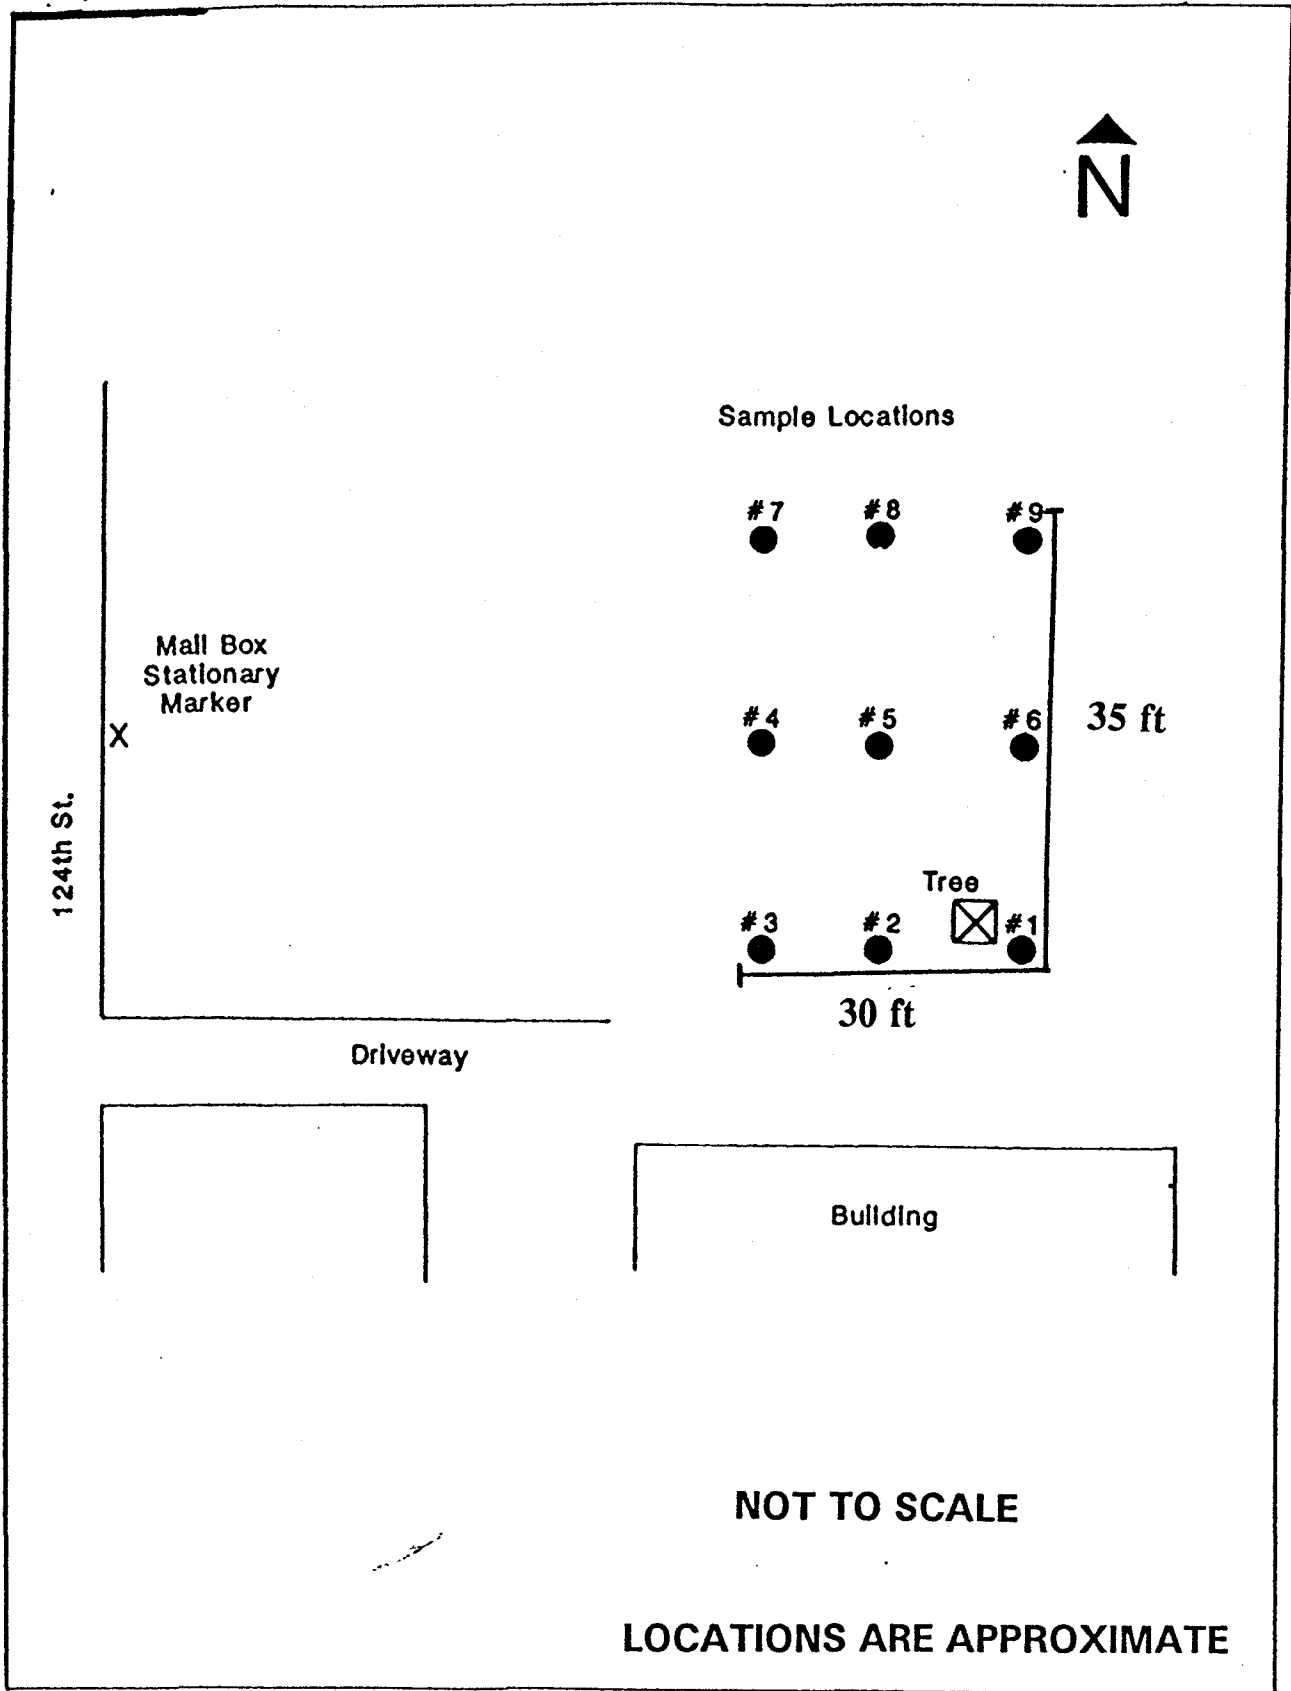 N
Sample Locations
#7
#8
#9
Mail Box
Stationary
Marker
X
#4
#5
#6
35 ft
124th St.
Tree
#3
#2
#1
30 ft
Driveway
Building
NOT TO SCALE
LOCATIONS ARE APPROXIMATE